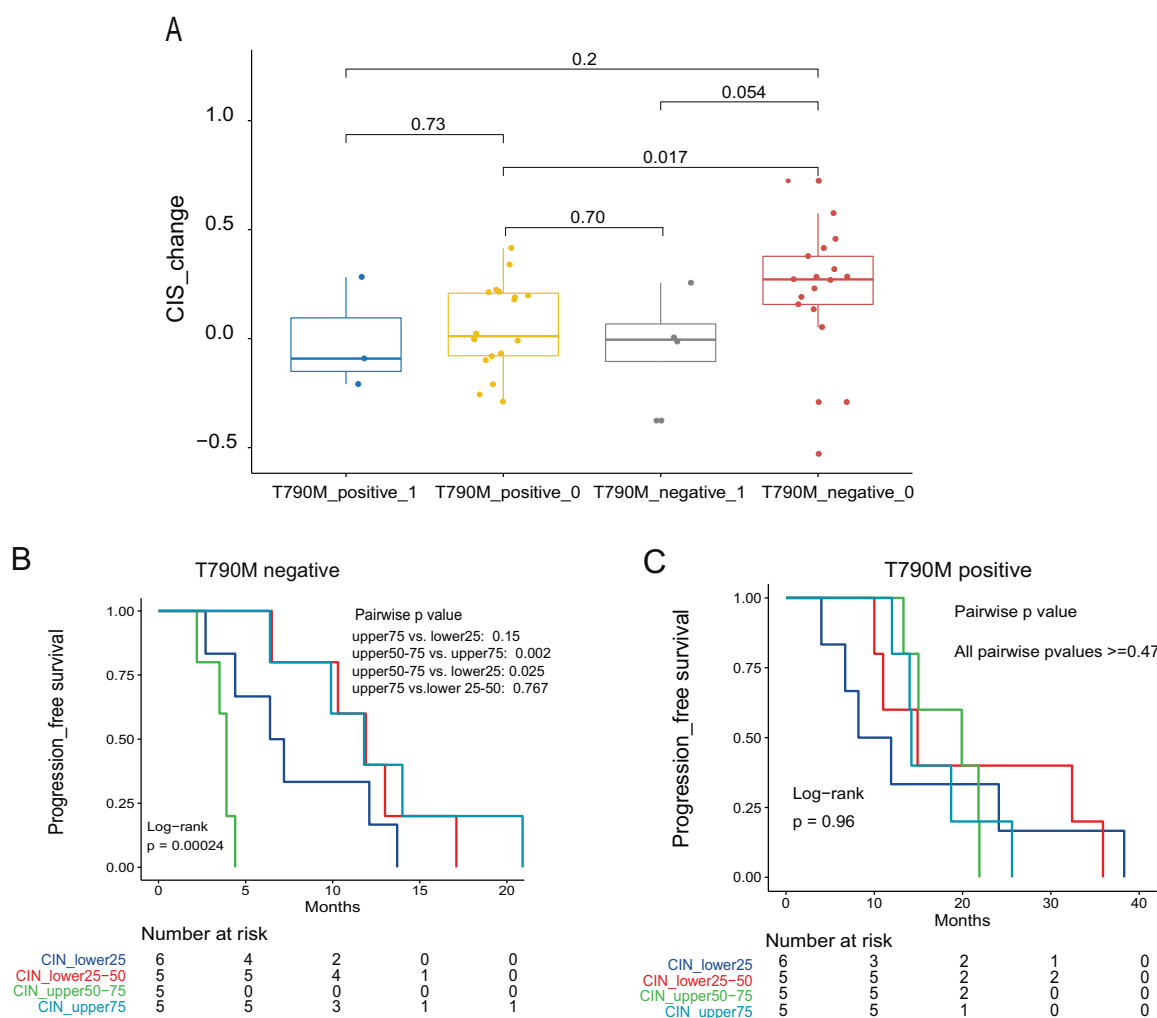 A
CIS_change
1.0
0.5
0.0
−0.5
0.2
0.054
0.73
0.017
0.70
T790M_positive_1 T790M_positive_0 T790M_negative_1 T790M_negative_0
B
T790M negative
Progression_free survival
1.00
0.75
0.50
0.25
0.00
Pairwise p value
upper75 vs. lower25: 0.15
upper50-75 vs. upper75: 0.002
upper50-75 vs. lower25: 0.025
upper75 vs.lower 25-50: 0.767
Log−rank
p = 0.00024
0 5 10 15 20
Months
Number at risk
CIN_lower25 6 4 2 0 0
CIN_lower25−50 5 5 4 1 0
CIN_upper50−75 5 0 0 0 0
CIN_upper75 5 5 3 1 1
C
T790M positive
Progression_free survival
1.00
0.75
0.50
0.25
0.00
Pairwise p value
All pairwise pvalues >=0.47
Log−rank
p = 0.96
0 10 20 30 40
Months
Number at risk
CIN_lower25 6 3 2 1 0
CIN_lower25−50 5 5 2 2 0
CIN_upper50−75 5 5 2 0 0
CIN_upper75 5 5 1 0 0